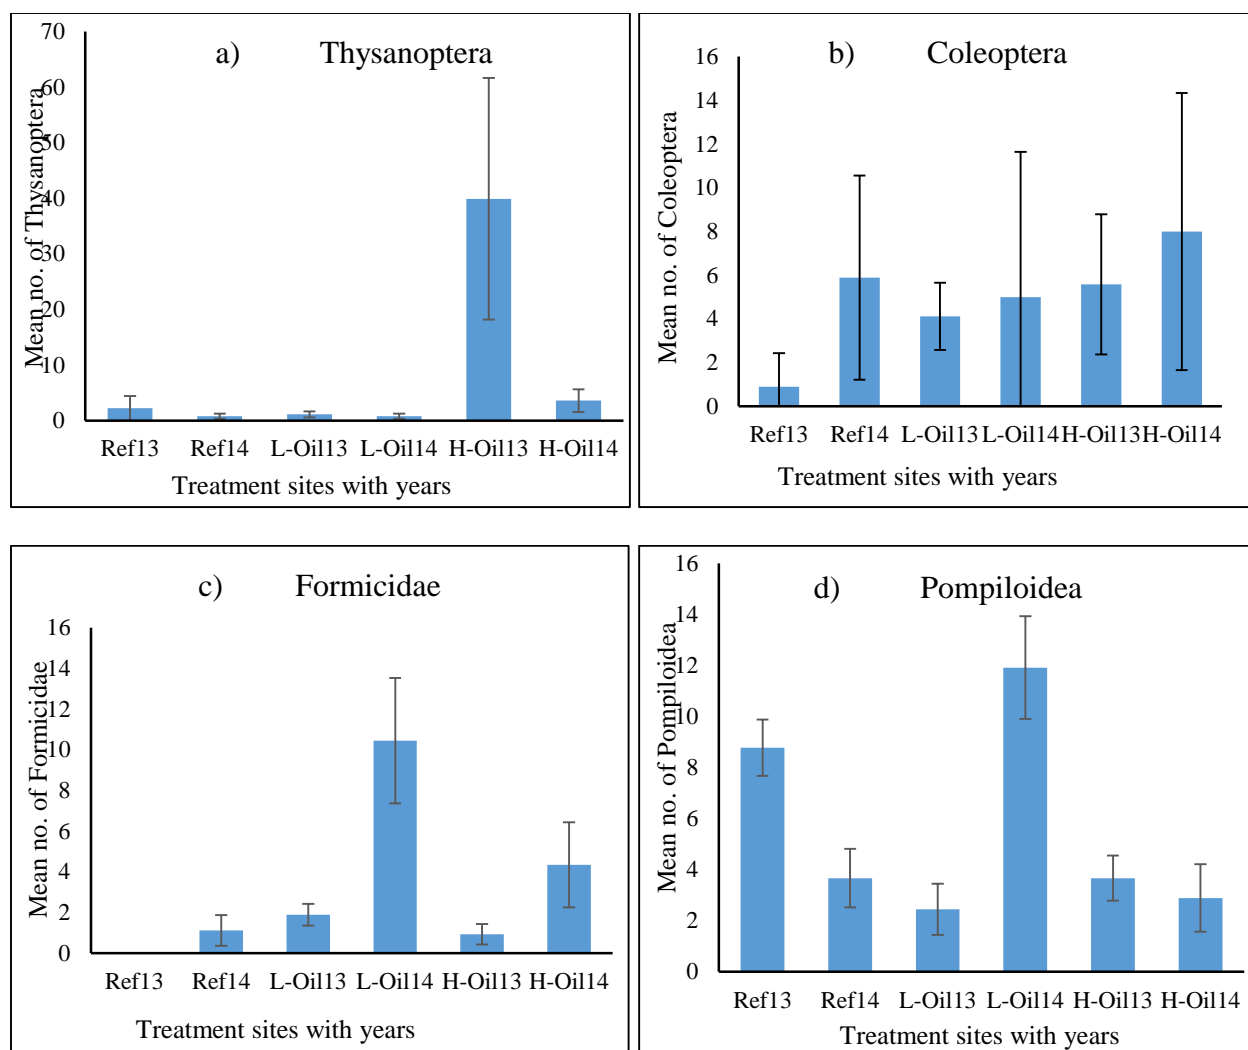 a) Thysanoptera
Mean no. of Thysanoptera
70
60
50
40
30
20
10
0
Ref13 Ref14 L-Oil13 L-Oil14 H-Oil13 H-Oil14
Treatment sites with years
b) Coleoptera
Mean no. of Coleoptera
16
14
12
10
8
6
4
2
0
Ref13 Ref14 L-Oil13 L-Oil14 H-Oil13 H-Oil14
Treatment sites with years
c) Formicidae
Mean no. of Formicidae
16
14
12
10
8
6
4
2
0
Ref13 Ref14 L-Oil13 L-Oil14 H-Oil13 H-Oil14
Treatment sites with years
d) Pompiloidea
Mean no. of Pompiloidea
16
14
12
10
8
6
4
2
0
Ref13 Ref14 L-Oil13 L-Oil14 H-Oil13 H-Oil14
Treatment sites with years